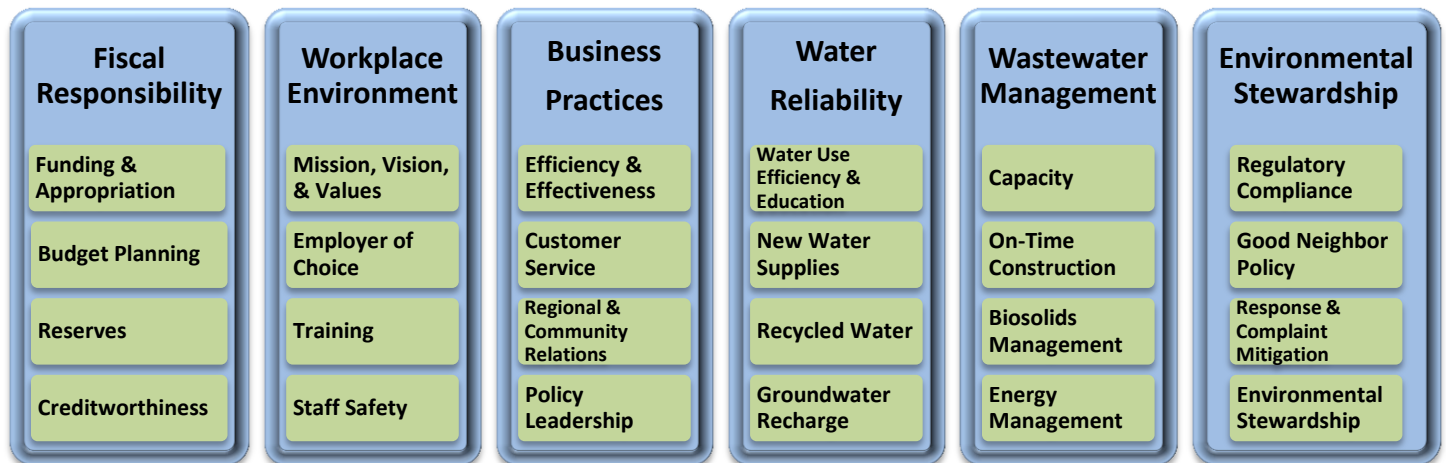 Fiscal
Responsibility
Funding &
Appropriation
Budget Planning
Reserves
Creditworthiness
Workplace
Environment
Mission, Vision,
& Values
Employer of
Choice
Training
Staff Safety
Business
Practices
Efficiency &
Effectiveness
Customer
Service
Regional &
Community
Relations
Policy
Leadership
Water
Reliability
Water Use
Efficiency &
Education
New Water
Supplies
Recycled Water
Groundwater
Recharge
Wastewater
Management
Capacity
On-Time
Construction
Biosolids
Management
Energy
Management
Environmental
Stewardship
Regulatory
Compliance
Good Neighbor
Policy
Response &
Complaint
Mitigation
Environmental
Stewardship